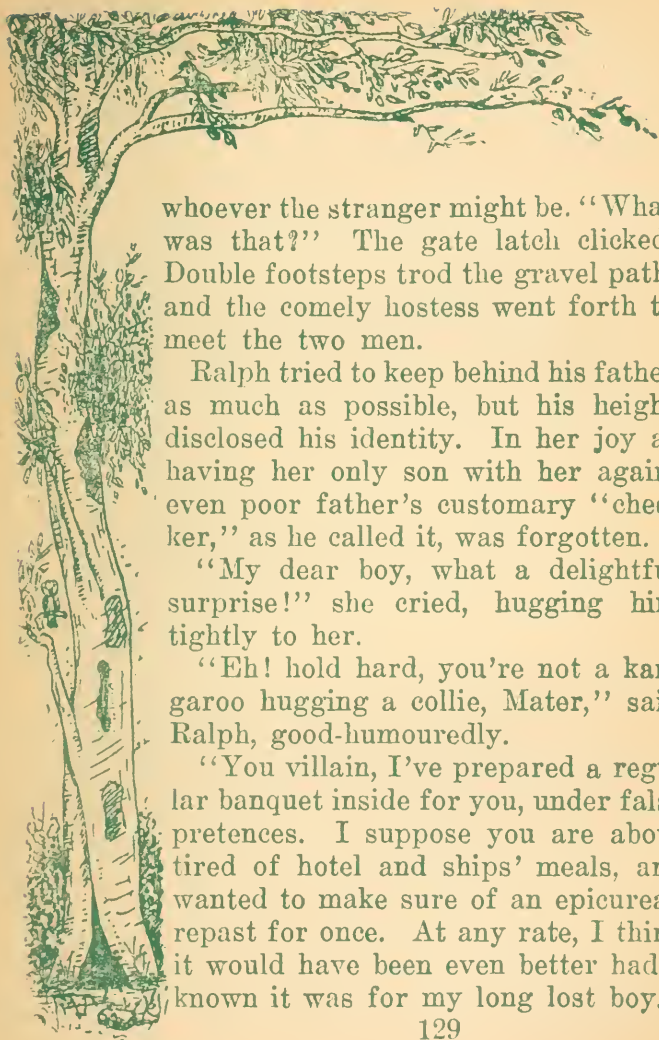 whoever the stranger might be. "Wha
was that?" The gate latch clicked
Double footsteps trod the gravel path
and the comely hostess went forth t
meet the two men.
Ralph tried to keep behind his fathe
as much as possible, but his heigh
disclosed his identity. In her joy a
having her only son with her again
even poor father's customary "chee
ker," as he called it, was forgotten.
"My dear boy, what a delightfu
surprise!" she cried, hugging hi
tightly to her.
"Eh! hold hard, you're not a kan
garoo hugging a collie, Mater," sai
Ralph, good-humouredly.
"You villain, I've prepared a regu
lar banquet inside for you, under fals
pretences. I suppose you are abou
tired of hotel and ships' meals, an
wanted to make sure of an epicurea
repast for once. At any rate, I thin
it would have been even better had
known it was for my long lost boy.
129